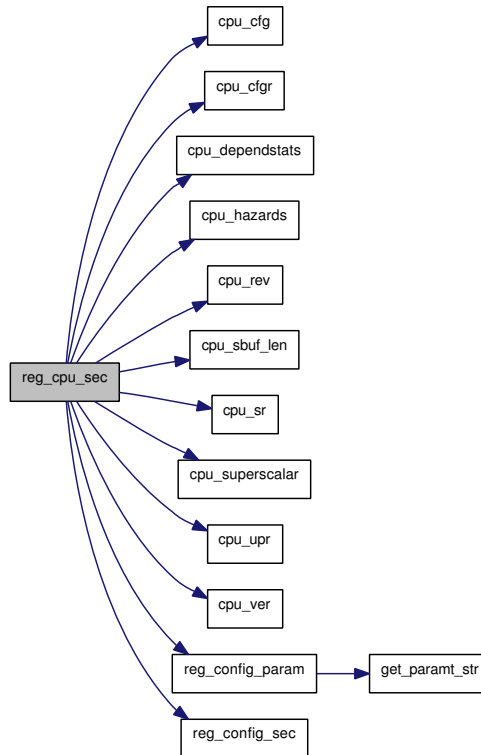 cpu_cfg
cpu_cfgr
cpu_dependstats
cpu_hazards
cpu_rev
cpu_sbuf_len
reg_cpu_sec
cpu_sr
cpu_superscalar
cpu_upr
cpu_ver
reg_config_param
get_paramt_str
reg_config_sec